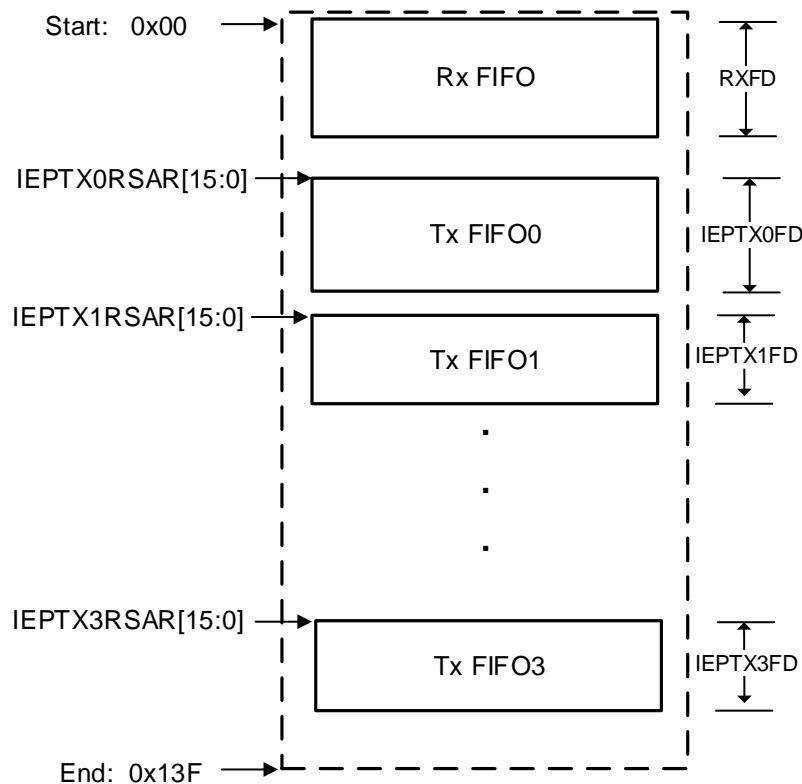 Start: 0x00
Rx FIFO
RXFD
IEPTX0RSAR[15:0]
Tx FIFO0
IEPTX0FD
IEPTX1RSAR[15:0]
Tx FIFO1
IEPTX1FD
.
.
.
IEPTX3RSAR[15:0]
Tx FIFO3
IEPTX3FD
End: 0x13F